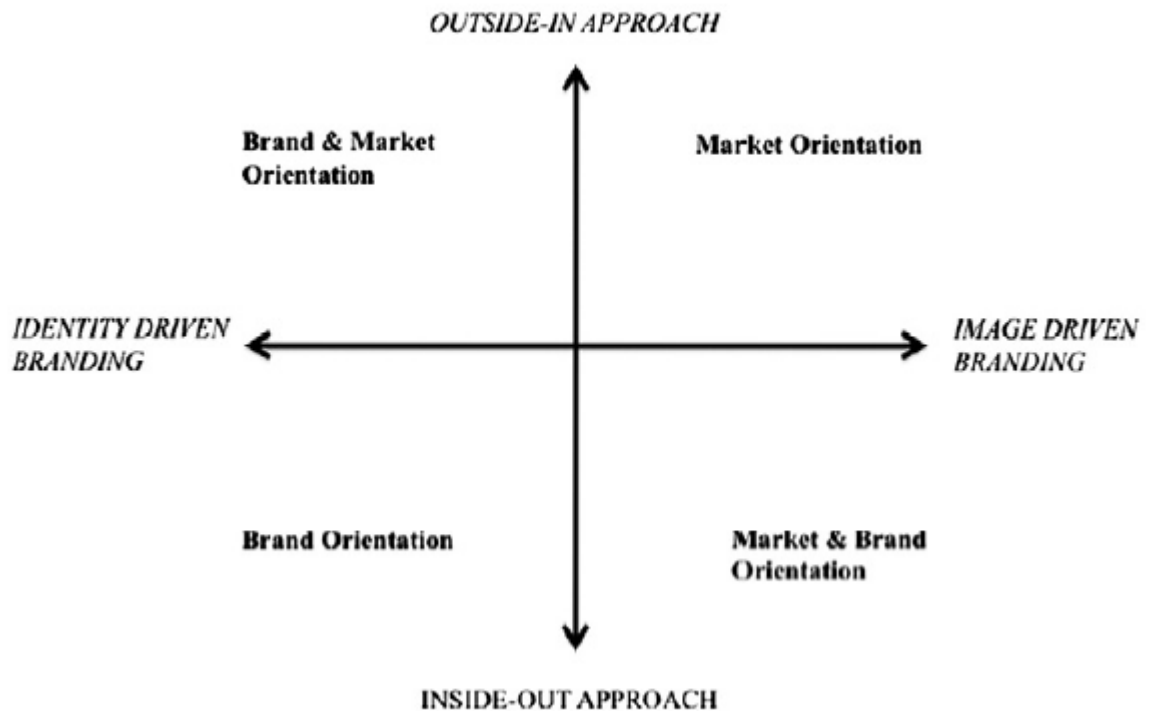 OUTSIDE-IN APPROACH
Brand & Market
Orientation
Market Orientation
IDENTITY DRIVEN
BRANDING
IMAGE DRIVEN
BRANDING
Brand Orientation
Market & Brand
Orientation
INSIDE-OUT APPROACH